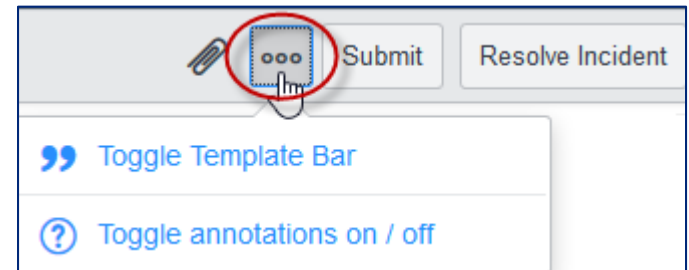 Submit Resolve Incident
Toggle Template Bar
Toggle annotations on / off